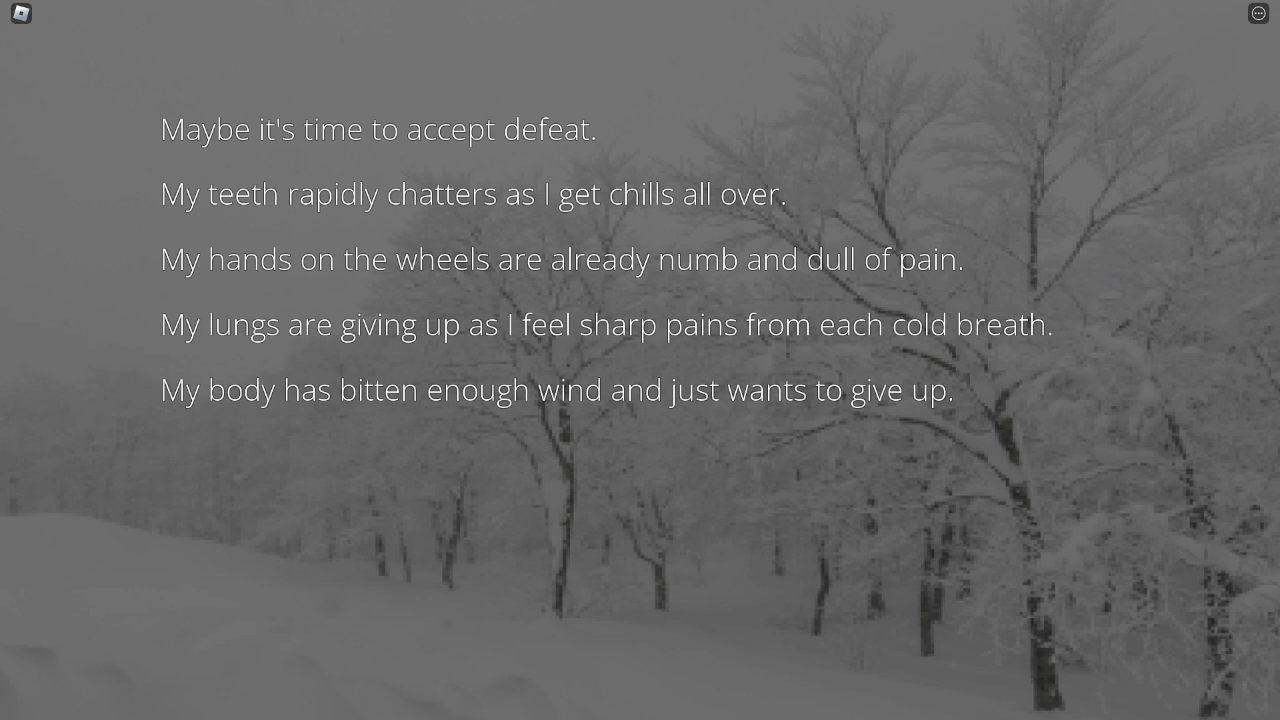 Maybe it's time to accept defeat.
My teeth rapidly chatters as I get chills all over.
My hands on the wheels are already numb and dull of pain.
My lungs are giving up as I feel sharp pains from each cold breath.
My body has bitten enough wind and just wants to give up.